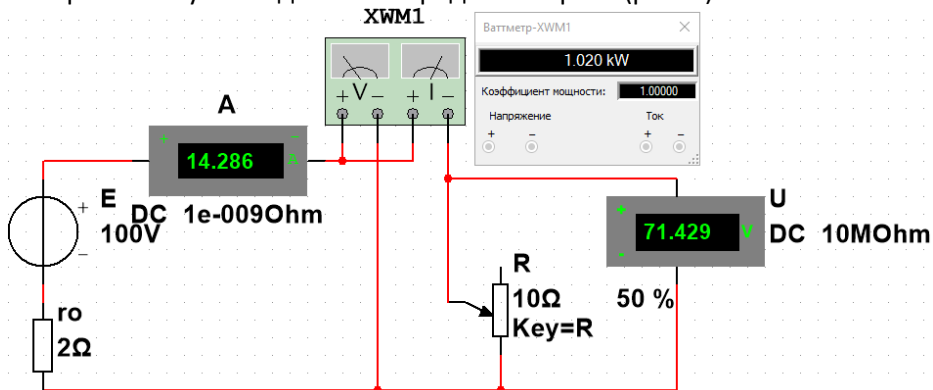 XWM1
Ваттметр-XWM1
1.020 kW
Коэффициент мощности: 1.00000
Напряжение Ток
+ − + −
+ V − + I −
A
+ −
14.286 A
E
DC 1e-009Ohm
+
100V
−
U
+
71.429 V
-
DC 10MOhm
R
10Ω
50 %
Key=R
ro
2Ω